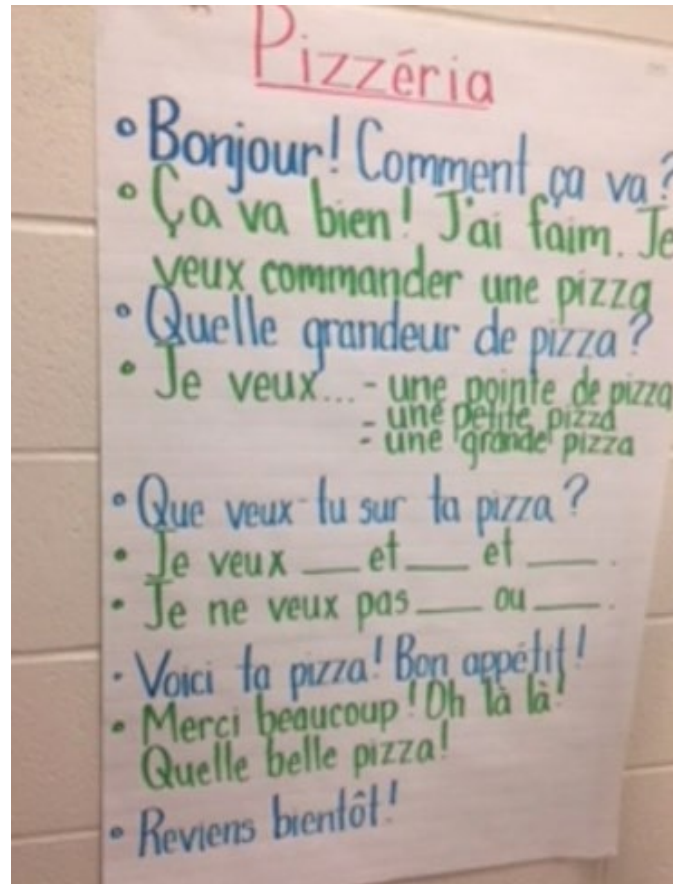 Pizzéria
• Bonjour! Comment ça va?
• Ça va bien! J'ai faim. Je
veux commander une pizza
• Quelle grandeur de pizza?
• Je veux... - une pointe de pizza
- une petite pizza
- une grande pizza
• Que veux-tu sur ta pizza?
• Je veux ___ et ___ et ___.
• Je ne veux pas ___ ou ___.
• Voici ta pizza! Bon appétit!
• Merci beaucoup! Oh là là!
Quelle belle pizza!
• Reviens bientôt!